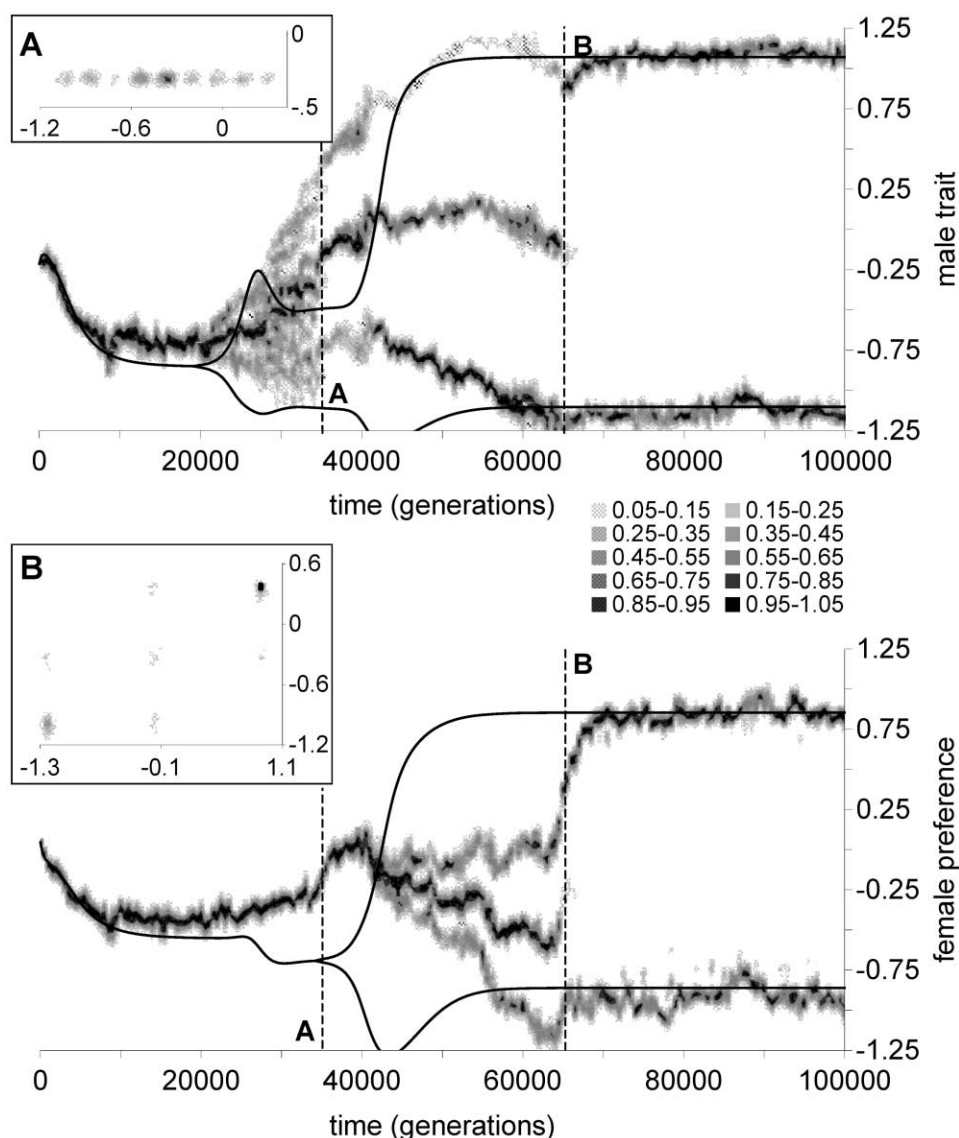 A
0
-.5
-1.2 -0.6 0
B
1.25
0.75
0.25
-0.25
-0.75
-1.25
male trait
A
0 20000 40000 60000 80000 100000
time (generations)
0.05-0.15 0.15-0.25
0.25-0.35 0.35-0.45
0.45-0.55 0.55-0.65
0.65-0.75 0.75-0.85
0.85-0.95 0.95-1.05
B
0.6
0
-0.6
-1.2
-1.3 -0.1 1.1
B
1.25
0.75
0.25
-0.25
-0.75
-1.25
female preference
A
0 20000 40000 60000 80000 100000
time (generations)